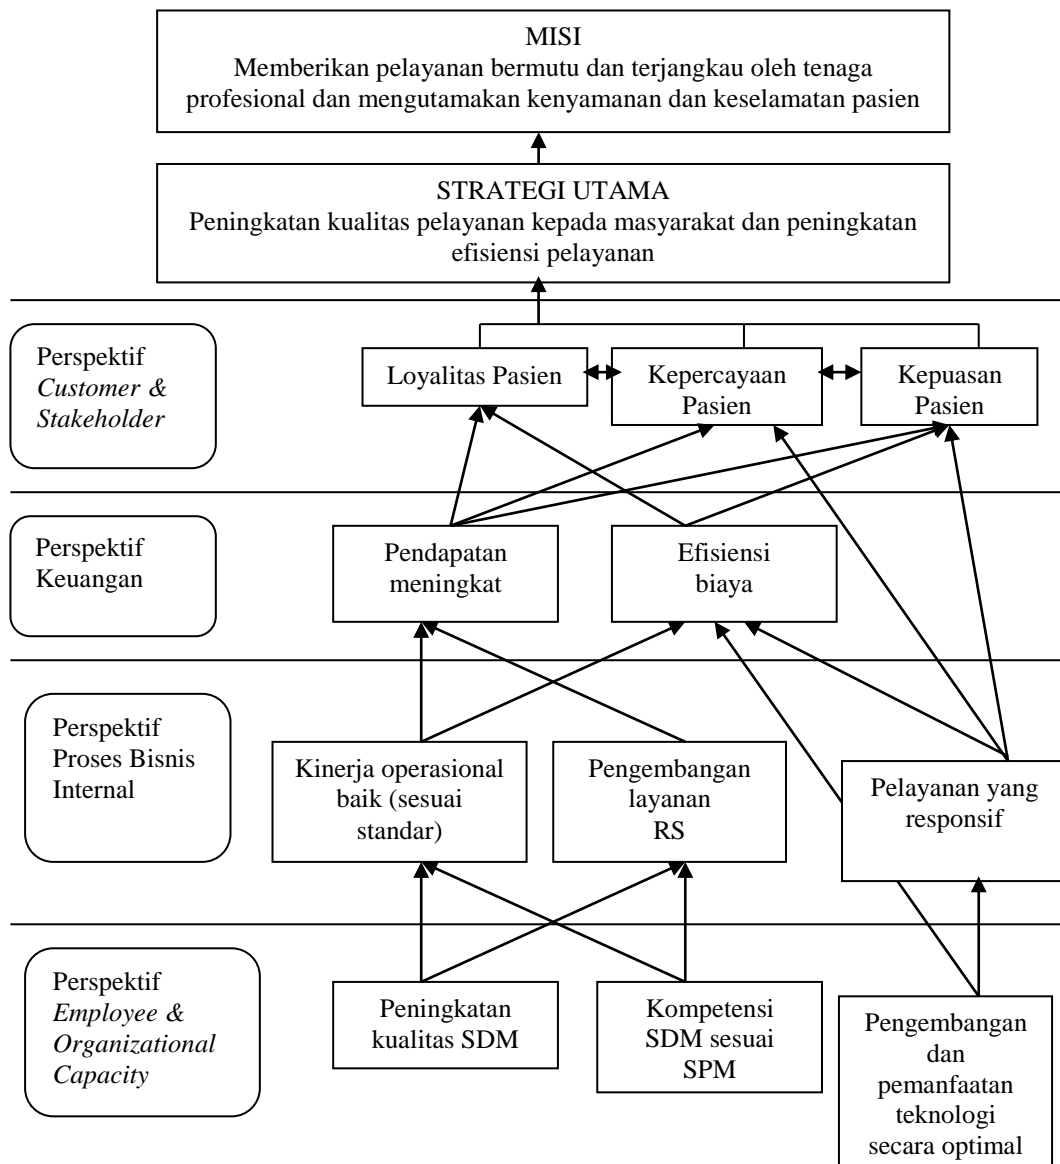 MISI
Memberikan pelayanan bermutu dan terjangkau oleh tenaga
profesional dan mengutamakan kenyamanan dan keselamatan pasien
STRATEGI UTAMA
Peningkatan kualitas pelayanan kepada masyarakat dan peningkatan
efisiensi pelayanan
Perspektif
Customer &
Stakeholder
Loyalitas Pasien
Kepercayaan
Pasien
Kepuasan
Pasien
Perspektif
Keuangan
Pendapatan
meningkat
Efisiensi
biaya
Perspektif
Proses Bisnis
Internal
Kinerja operasional
baik (sesuai
standar)
Pengembangan
layanan
RS
Pelayanan yang
responsif
Perspektif
Employee &
Organizational
Capacity
Peningkatan
kualitas SDM
Kompetensi
SDM sesuai
SPM
Pengembangan
dan
pemanfaatan
teknologi
secara optimal